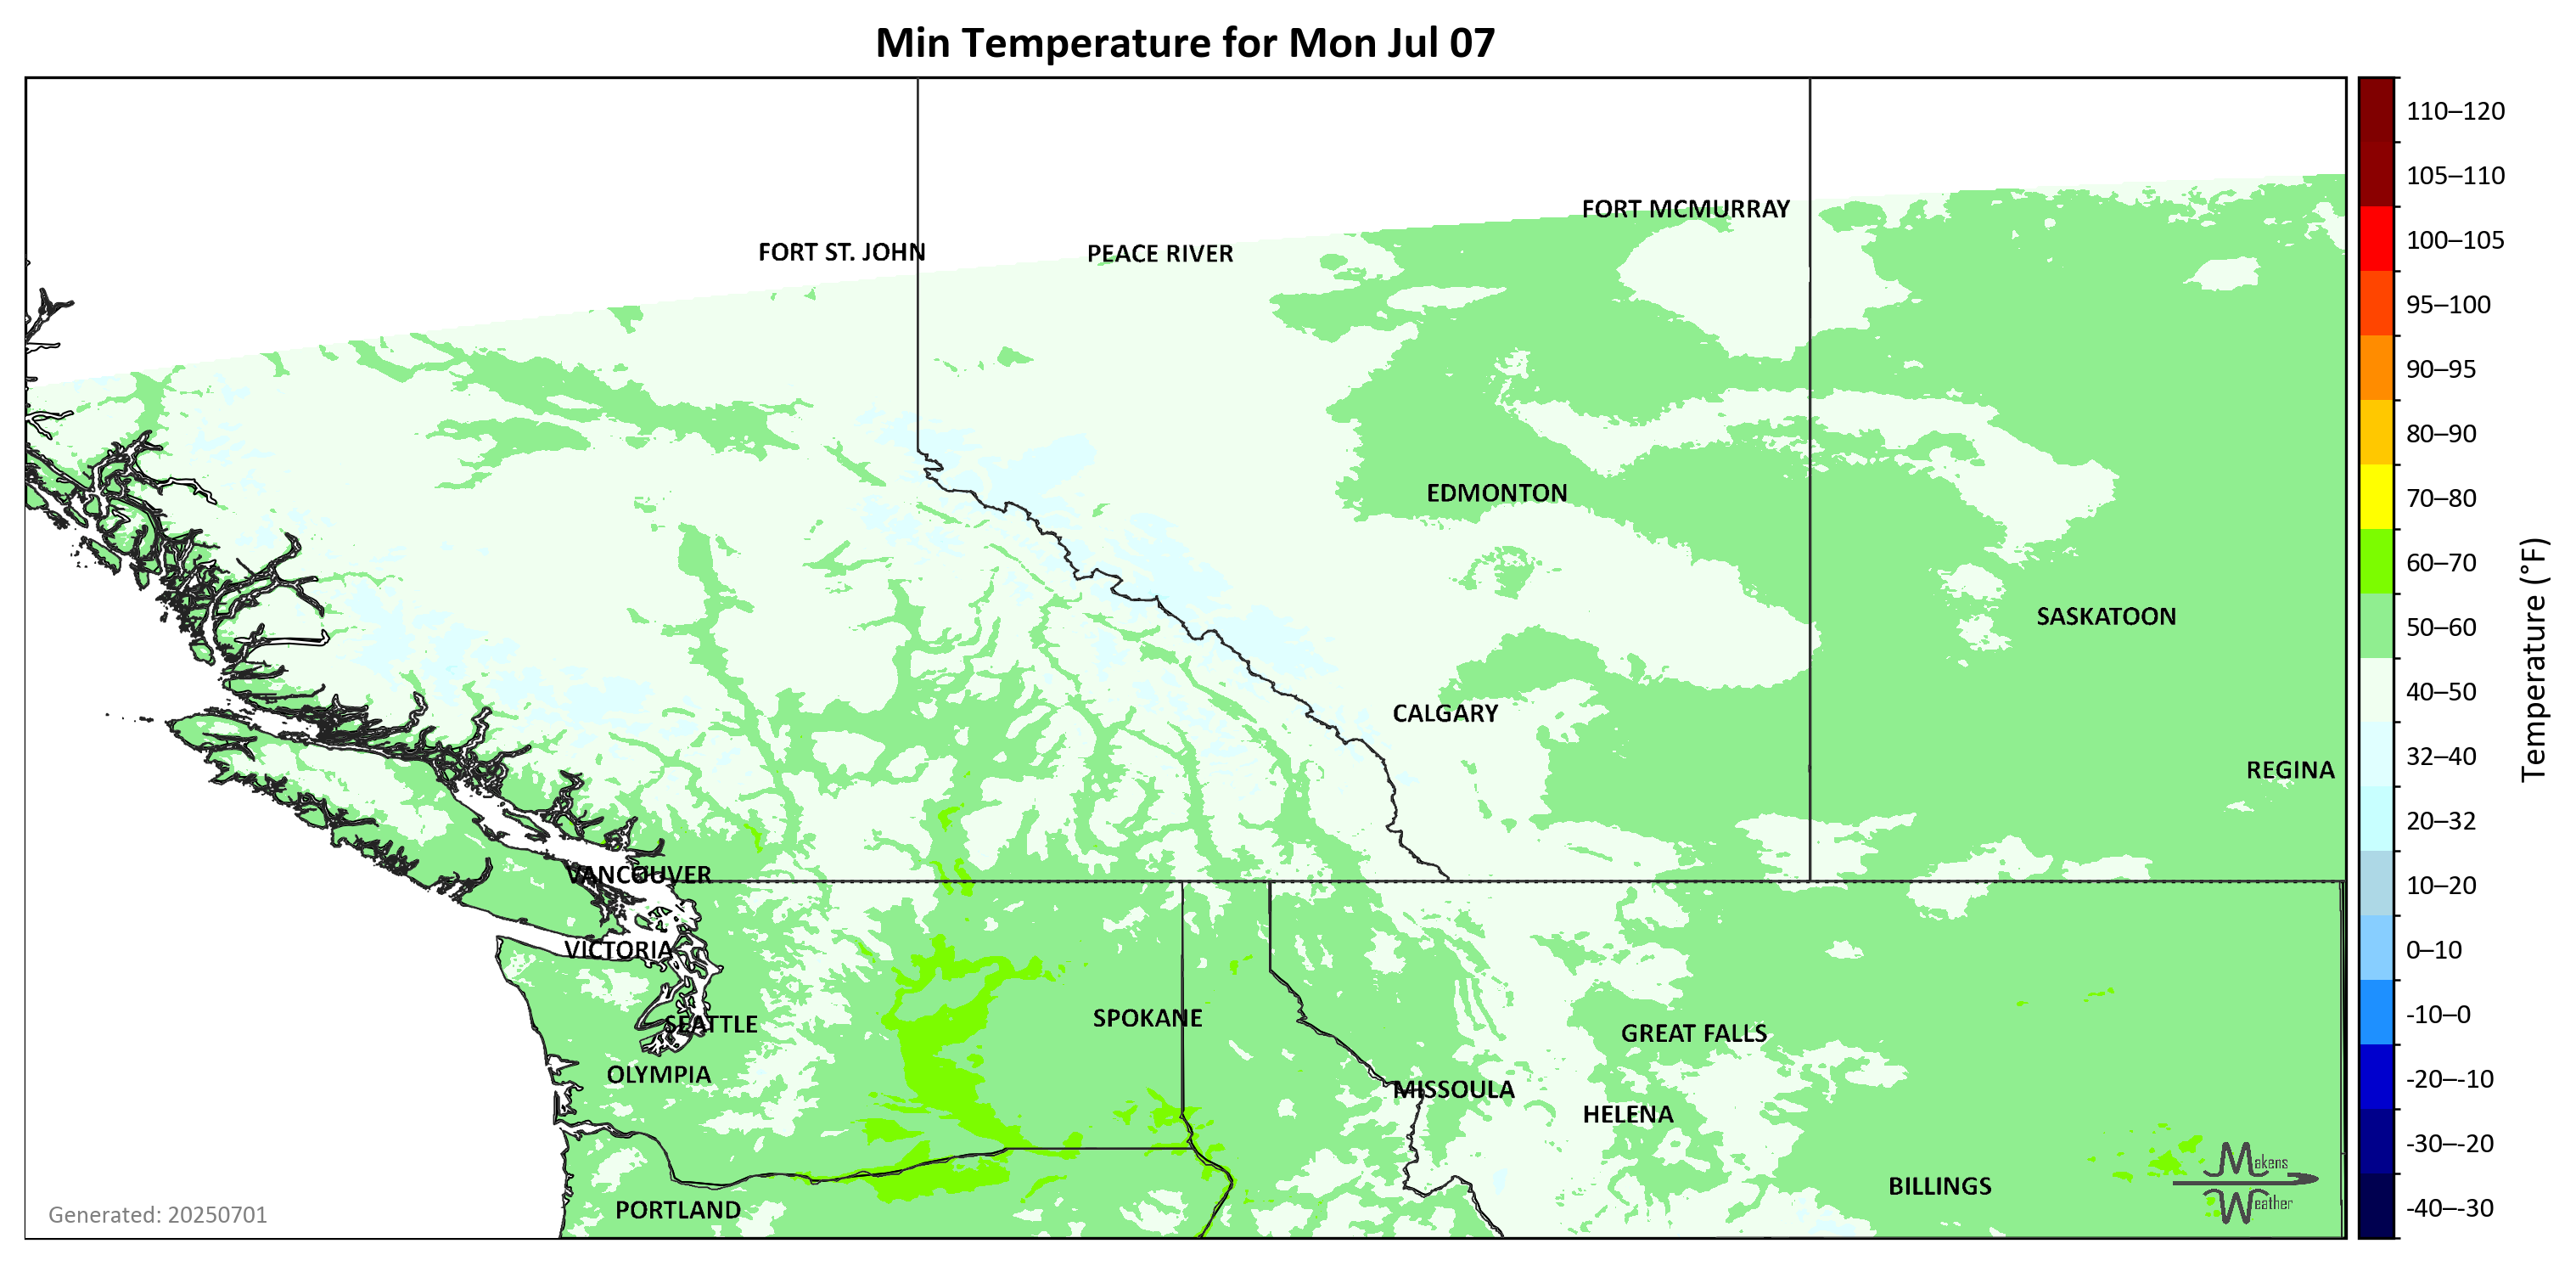 Min Temperature for Mon Jul 07
110–120
105–110
FORT MCMURRAY
100–105
FORT ST. JOHN
PEACE RIVER
95–100
90–95
80–90
EDMONTON
70–80
60–70
SASKATOON
50–60
Temperature (°F)
40–50
CALGARY
32–40
REGINA
20–32
VANCOUVER
10–20
VICTORIA
0–10
SEATTLE
SPOKANE
GREAT FALLS
-10–0
OLYMPIA
MISSOULA
-20–-10
HELENA
-30–-20
Makens
Weather
BILLINGS
PORTLAND
-40–-30
Generated: 20250701